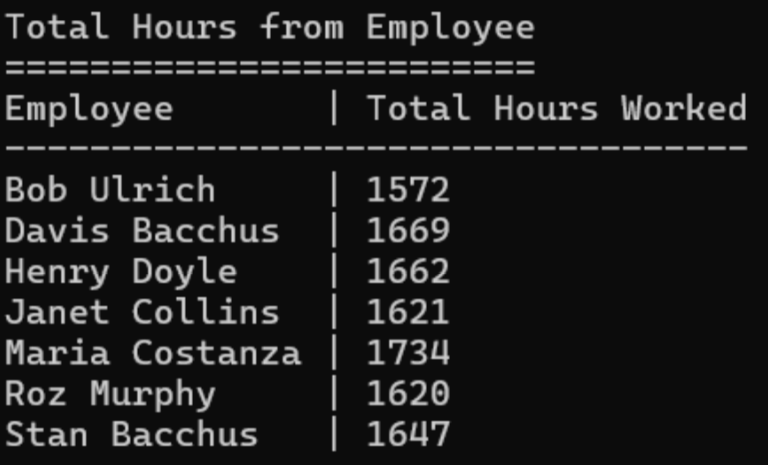 Total Hours from Employee
=========================
Employee       | Total Hours Worked
-----------------------------------
Bob Ulrich     | 1572
Davis Bacchus  | 1669
Henry Doyle    | 1662
Janet Collins  | 1621
Maria Costanza | 1734
Roz Murphy     | 1620
Stan Bacchus   | 1647